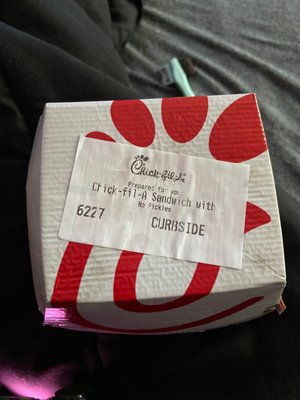 Chick-fil-A
Prepared for you:
Chick-fil-A Sandwich with
No Pickles
6227
CURBSIDE